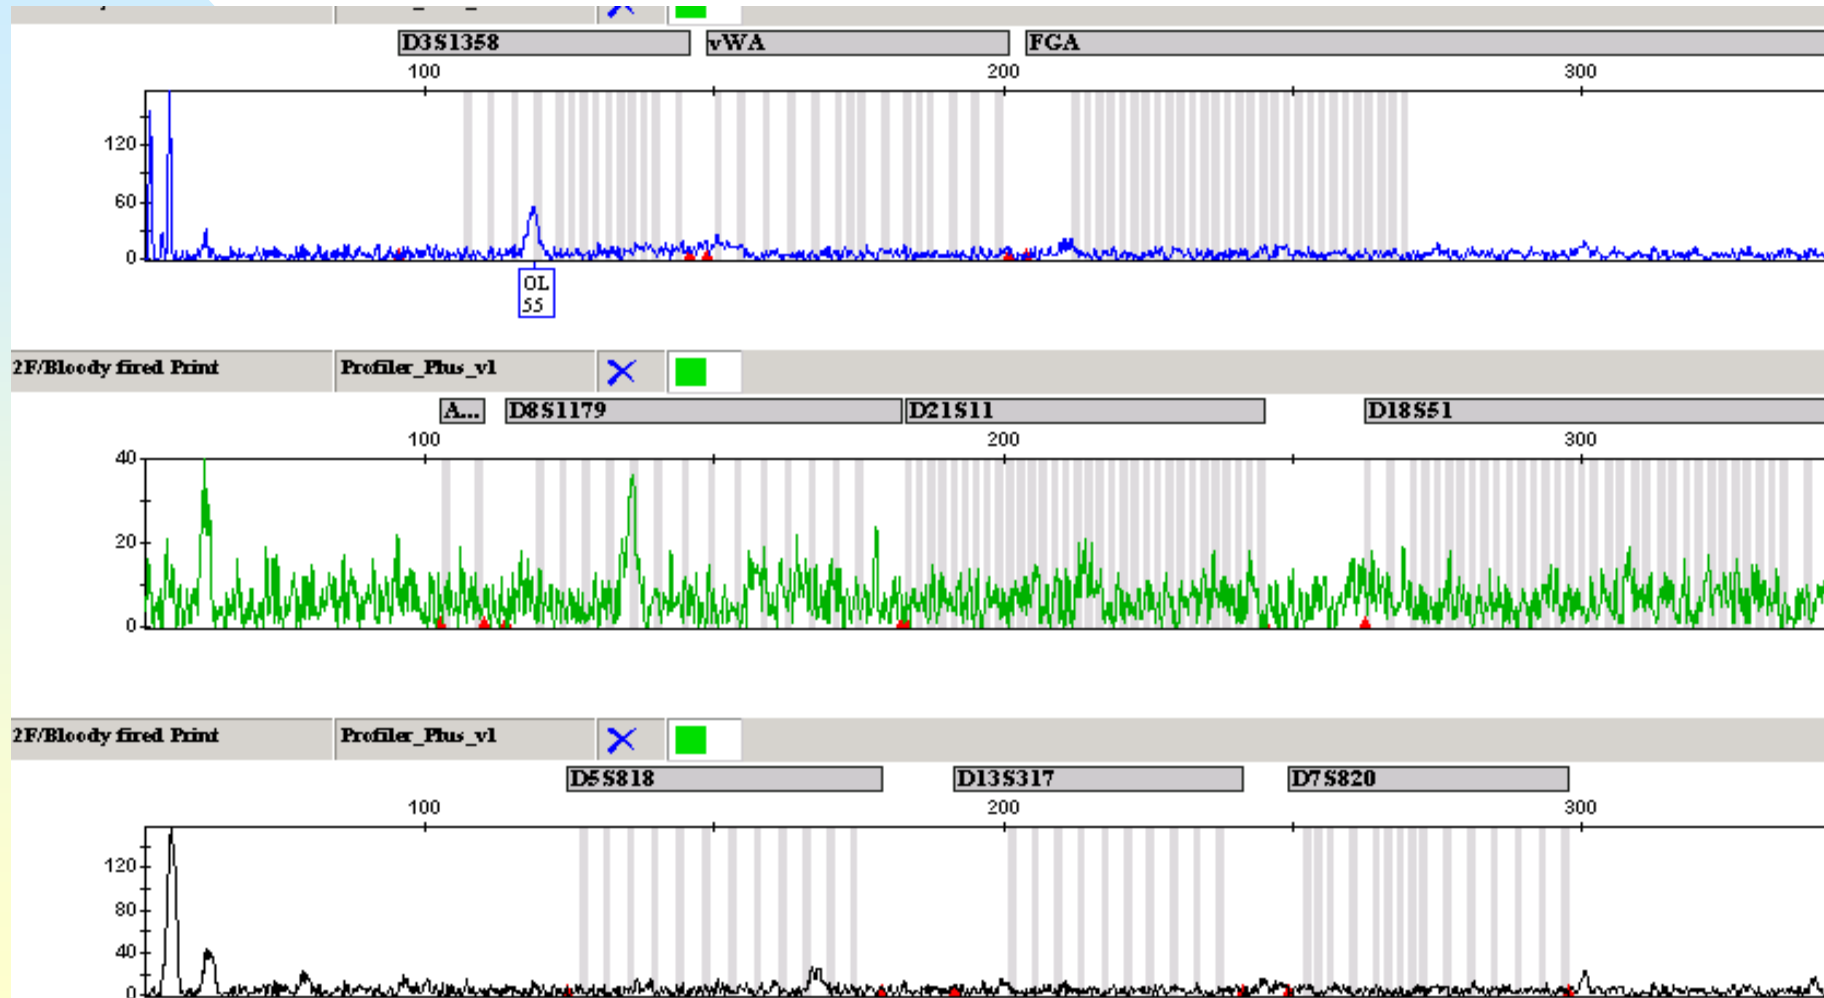 D3S1358 vWA FGA
100 200 300
120
60
0
OL
55
2F/Bloody fired Print Profiler_Plus_v1
A... D8S1179 D21S11 D18S51
100 200 300
40
20
0
2F/Bloody fired Print Profiler_Plus_v1
D5S818 D13S317 D7S820
100 200 300
120
80
40
0